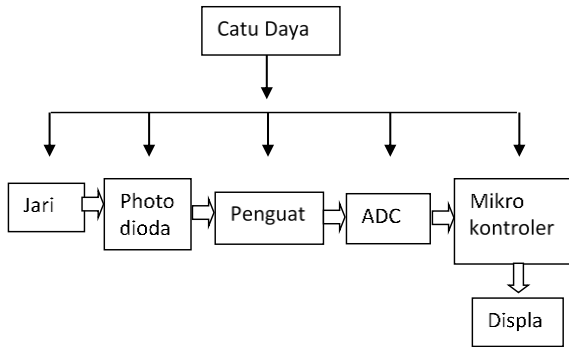 Catu Daya
Jari
Photo
dioda
Penguat
ADC
Mikro
kontroler
Displa